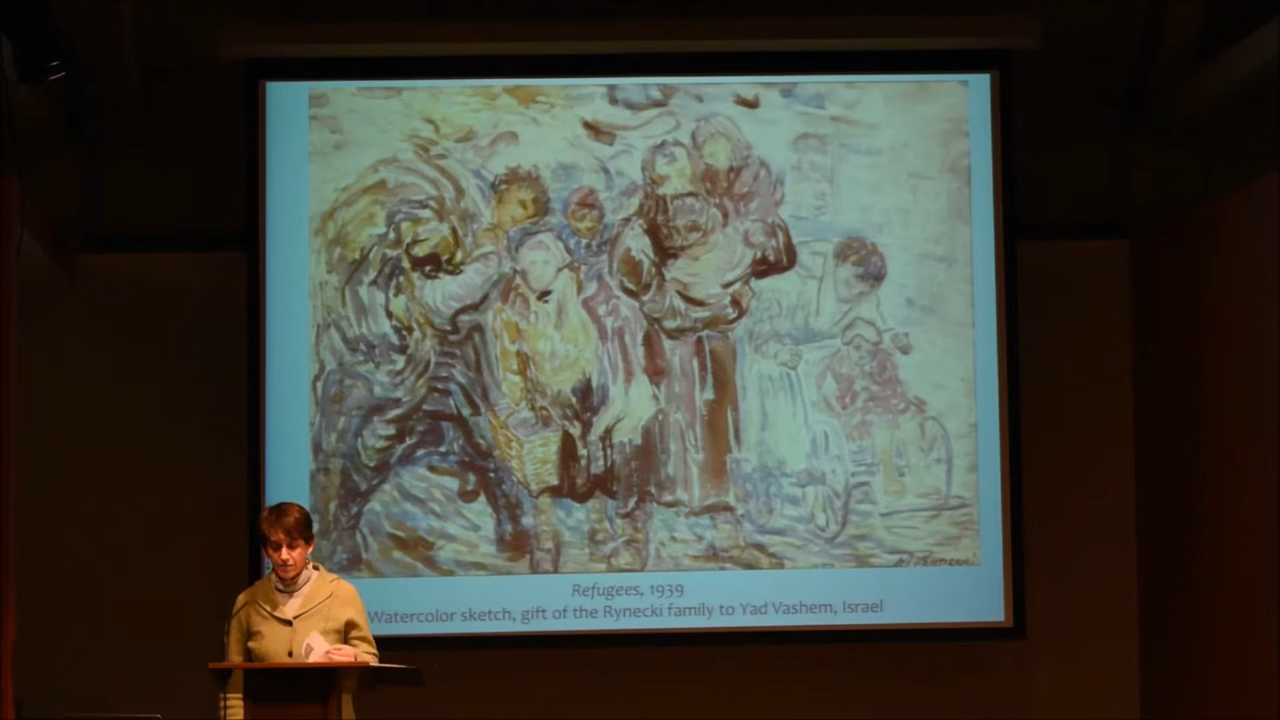 Refugees, 1939
Watercolor sketch, gift of the Rynecki family to Yad Vashem, Israel